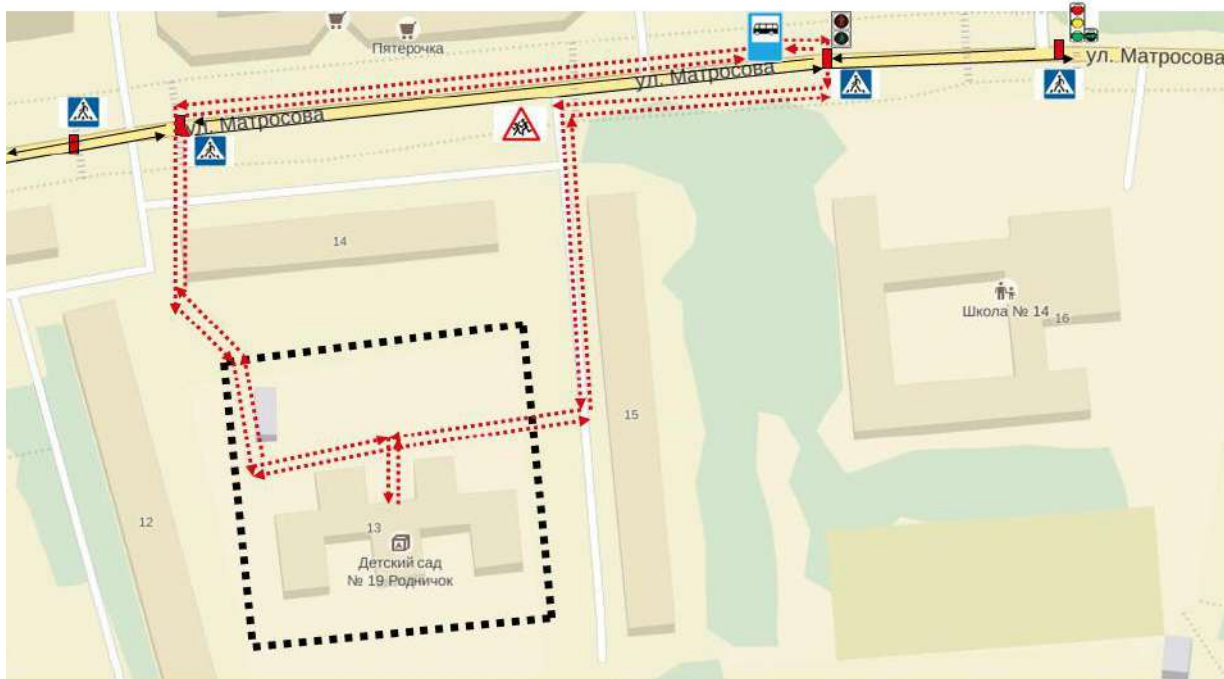 Пятерочка
ул. Матросова
ул. Матросова
ул. Матросова
14
Школа № 14
16
15
12
13
Детский сад
№ 19 Родничок